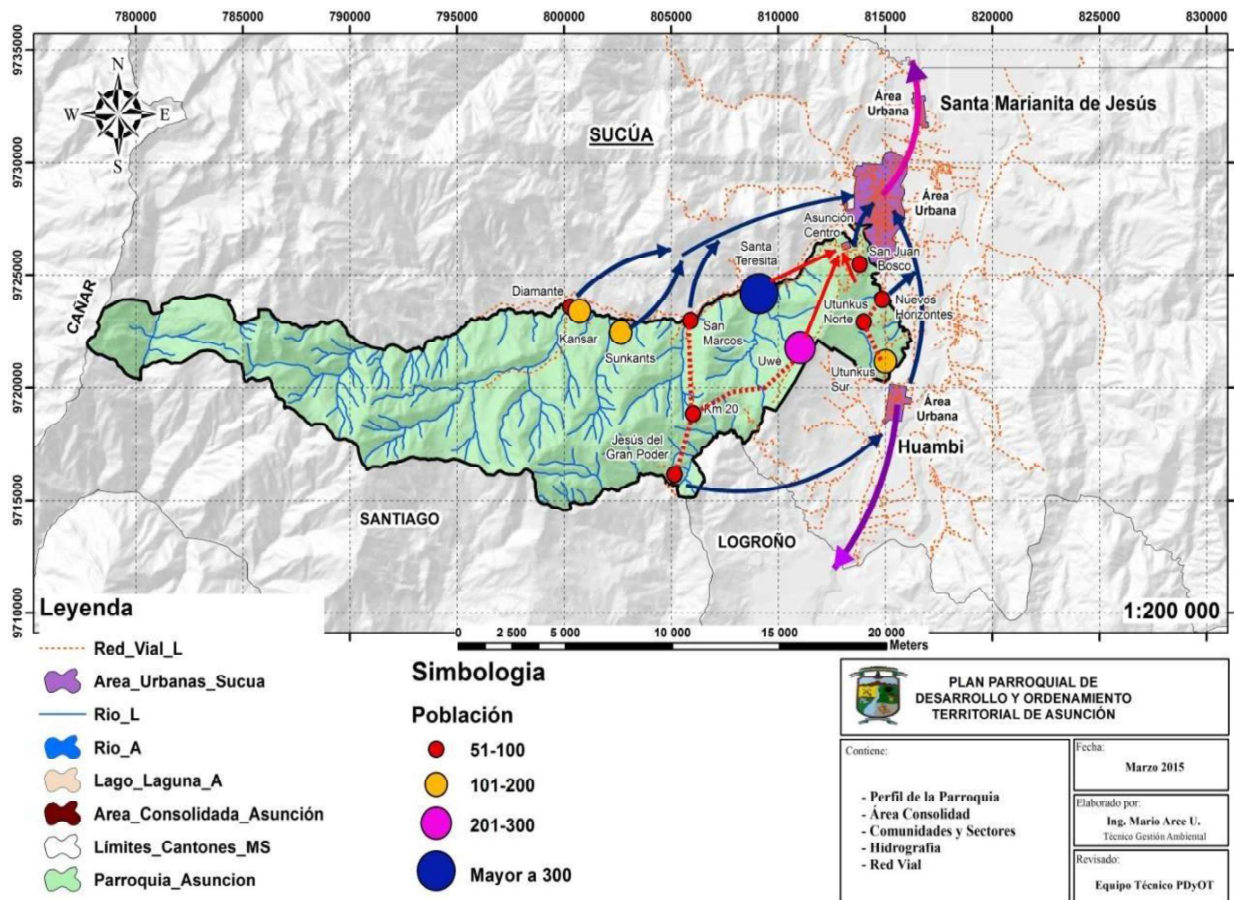 780000 785000 790000 795000 800000 805000 810000 815000 820000 825000 830000
9735000
9730000
9725000
9720000
9715000
9710000
N
W E
S
SUCÚA
Área
Urbana
Santa Marianita de Jesús
Área
Urbana
Asunción
Centro
San Juan
Bosco
Santa
Teresita
Diamante
Kansar
Sunkants
San
Marcos
Utunkus
Norte
Nuevos
Horizontes
Uwe
Utunkus
Sur
Km 20
Área
Urbana
Huambi
Jesús del
Gran Poder
CAÑAR
SANTIAGO
LOGROÑO
1:200 000
0 2 500 5 000 10 000 15 000 20 000
Meters
Leyenda
Red_Vial_L
Area_Urbanas_Sucua
Rio_L
Rio_A
Lago_Laguna_A
Area_Consolidada_Asunción
Límites_Cantones_MS
Parroquia_Asuncion
Simbologia
Población
51-100
101-200
201-300
Mayor a 300
PLAN PARROQUIAL DE
DESARROLLO Y ORDENAMIENTO
TERRITORIAL DE ASUNCIÓN
Contiene:
- Perfil de la Parroquia
- Área Consolidad
- Comunidades y Sectores
- Hidrografia
- Red Vial
Fecha:
Marzo 2015
Elaborado por:
Ing. Mario Arce U.
Técnico Gestión Ambiental
Revisado:
Equipo Técnico PDyOT